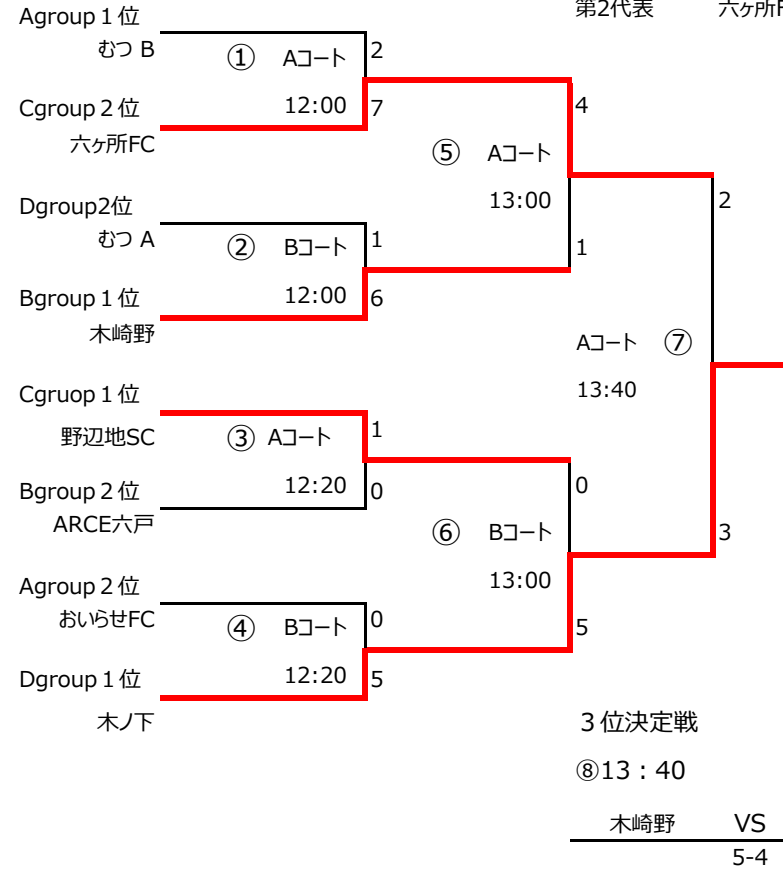 第2代表 六ヶ所F
Agroup１位
むつ B
① Aコート 2
Cgroup２位 12:00 7
六ヶ所FC
4
⑤ Aコート
13:00
Dgroup2位
むつ A
② Bコート 1
Bgroup１位 12:00 6
木崎野
1
2
Aコート ⑦
13:40
Cgruop１位
野辺地SC ③ Aコート 1
Bgroup２位 12:20 0
ARCE六戸
0
⑥ Bコート 3
13:00
Agroup２位
おいらせFC ④ Bコート 0
5
Dgroup１位 12:20 5
木ノ下
３位決定戦
⑧13：40
木崎野 VS
5-4